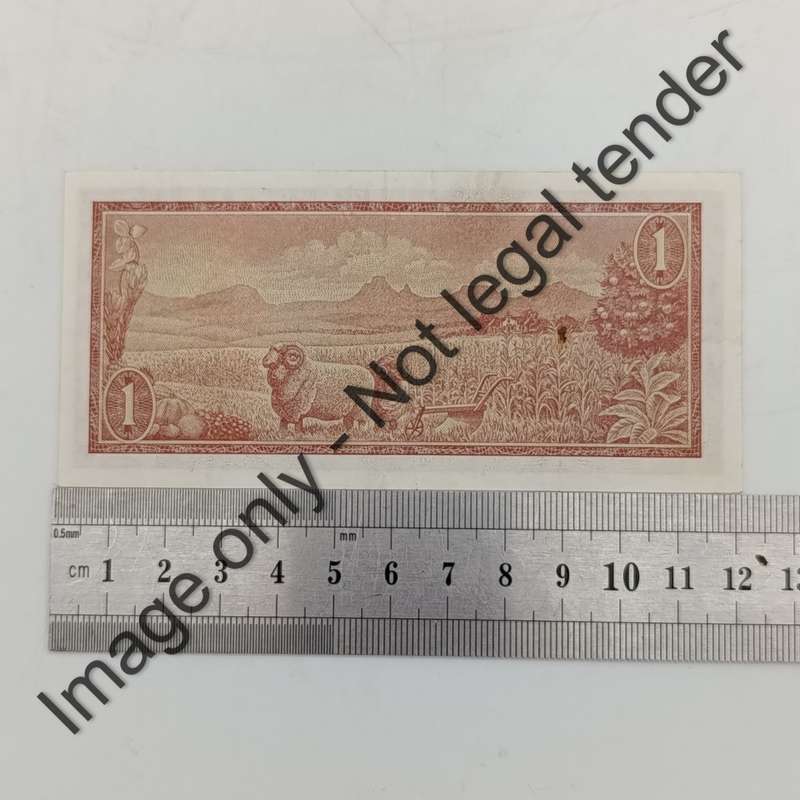 Image only - Not legal tender
1
1
0.5mm
mm
cm 1 2 3 4 5 6 7 8 9 10 11 12 13